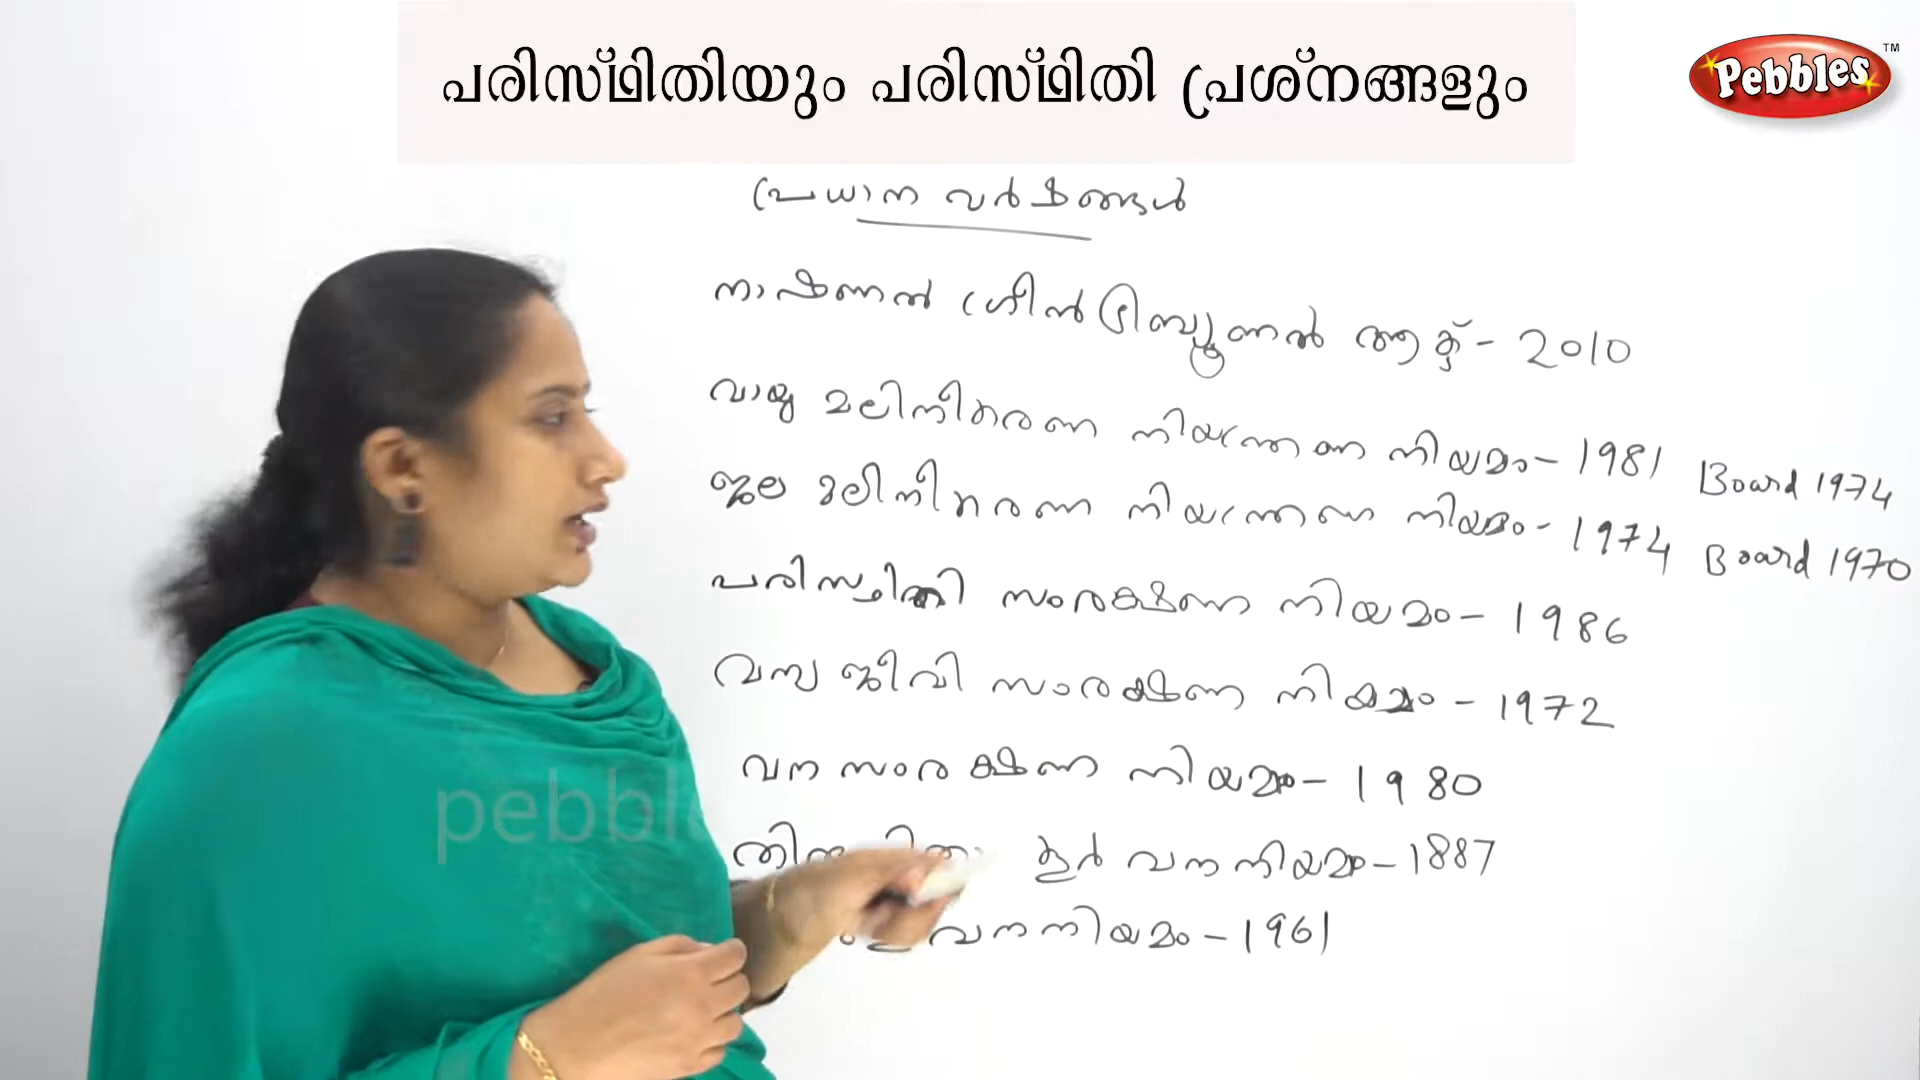 പരിസ്ഥിതിയും പരിസ്ഥിതി പ്രശ്നങ്ങളും
Pebbles TM
പ്രധാന വർഷങ്ങൾ
നാഷണൽ ഗ്രീൻ ട്രിബ്യൂണൽ ആക്ട് - 2010
വായു മലിനീകരണ നിയന്ത്രണ നിയമം - 1981 Board 1974
ജല മലിനീകരണ നിയന്ത്രണ നിയമം - 1974 Board 1970
പരിസ്ഥിതി സംരക്ഷണ നിയമം - 1986
വന്യ ജീവി സംരക്ഷണ നിയമം - 1972
വന സംരക്ഷണ നിയമം - 1980
കൂർ വന നിയമം - 1887
വനനിയമം - 1961
pebbl